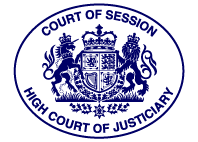 COURT OF SESSION
HIGH COURT OF JUSTICIARY